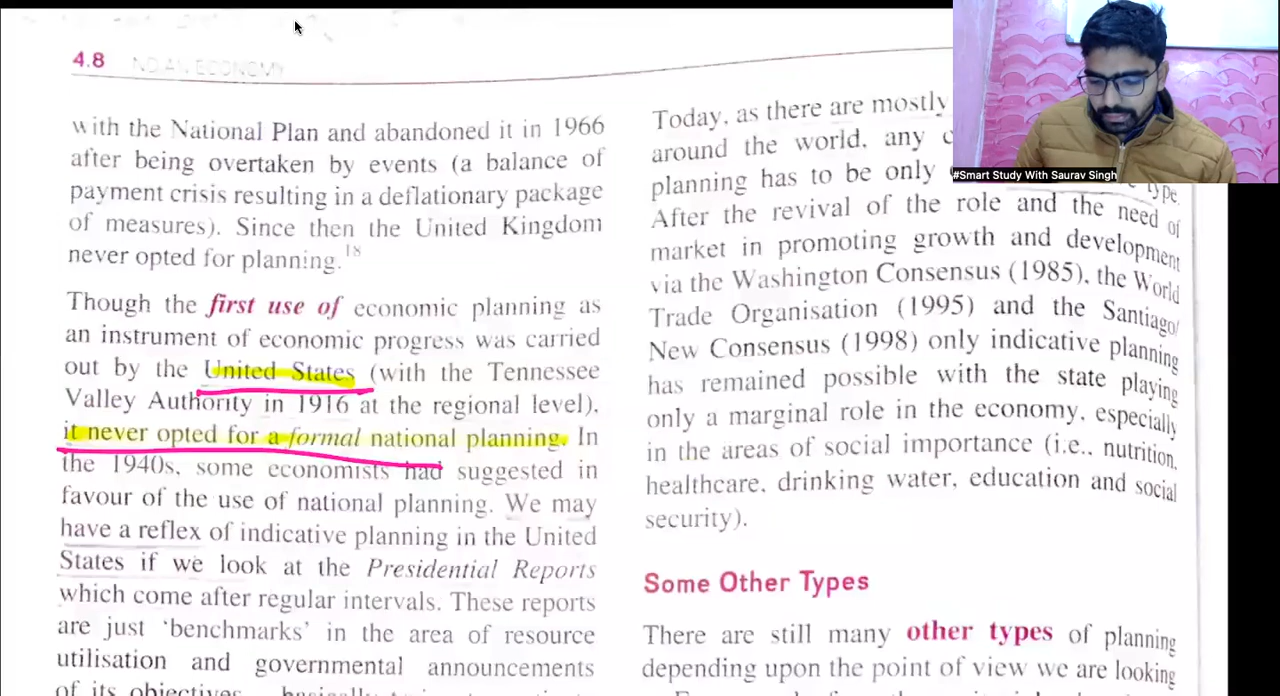 4.8 INDIAN ECONOMY
with the National Plan and abandoned it in 1966
after being overtaken by events (a balance of
payment crisis resulting in a deflationary package
of measures). Since then the United Kingdom
never opted for planning.18
Though the first use of economic planning as
an instrument of economic progress was carried
out by the United States (with the Tennessee
Valley Authority in 1916 at the regional level),
it never opted for a formal national planning. In
the 1940s, some economists had suggested in
favour of the use of national planning. We may
have a reflex of indicative planning in the United
States if we look at the Presidential Reports
which come after regular intervals. These reports
are just ‘benchmarks’ in the area of resource
utilisation and governmental announcements
of its objectives
Today, as there are mostly
around the world, any
planning has to be only
type.
After the revival of the role and the need of
market in promoting growth and development
via the Washington Consensus (1985), the World
Trade Organisation (1995) and the Santiago/
New Consensus (1998) only indicative planning
has remained possible with the state playing
only a marginal role in the economy, especially
in the areas of social importance (i.e., nutrition,
healthcare, drinking water, education and social
security).
Some Other Types
There are still many other types of planning
depending upon the point of view we are looking
#Smart Study With Saurav Singh